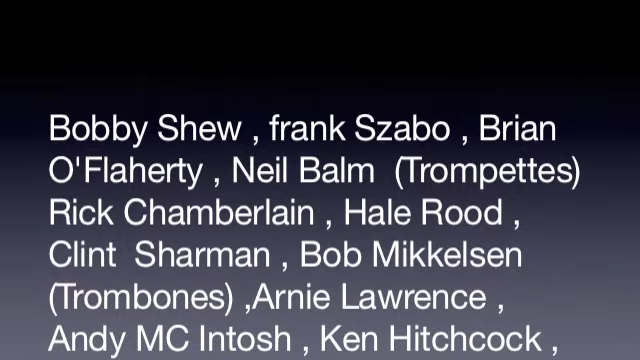 Bobby Shew , frank Szabo , Brian
O'Flaherty , Neil Balm  (Trompettes)
Rick Chamberlain , Hale Rood ,
Clint  Sharman , Bob Mikkelsen
(Trombones) ,Arnie Lawrence ,
Andy MC Intosh , Ken Hitchcock ,